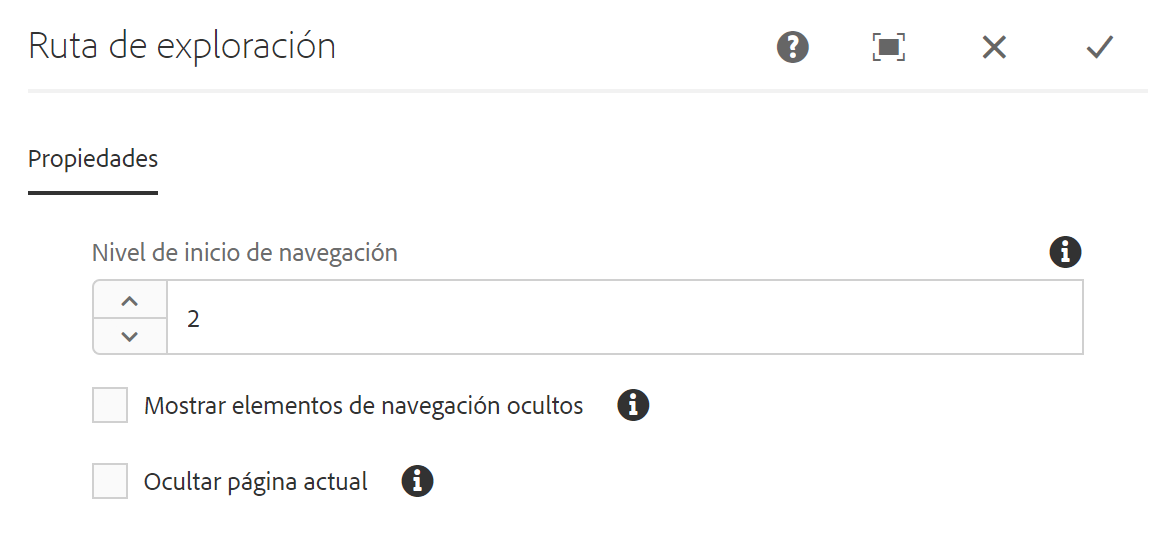 Ruta de exploración
Propiedades
Nivel de inicio de navegación
2
Mostrar elementos de navegación ocultos
Ocultar página actual